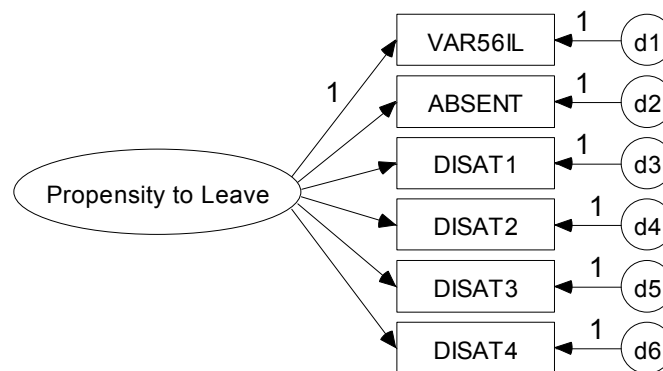 1
VAR56IL
1
d1
1
ABSENT
1
d2
DISAT1
1
d3
Propensity to Leave
DISAT2
1
d4
DISAT3
1
d5
DISAT4
1
d6